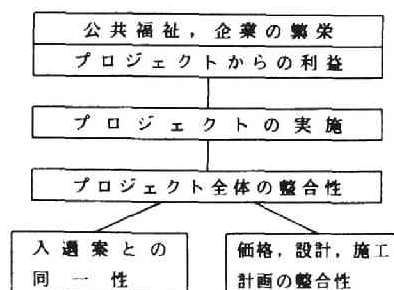 公共福祉，企業の繁栄
プロジェクトからの利益
プロジェクトの実施
プロジェクト全体の整合性
入選案との
同一性
価格，設計，施工
計画の整合性